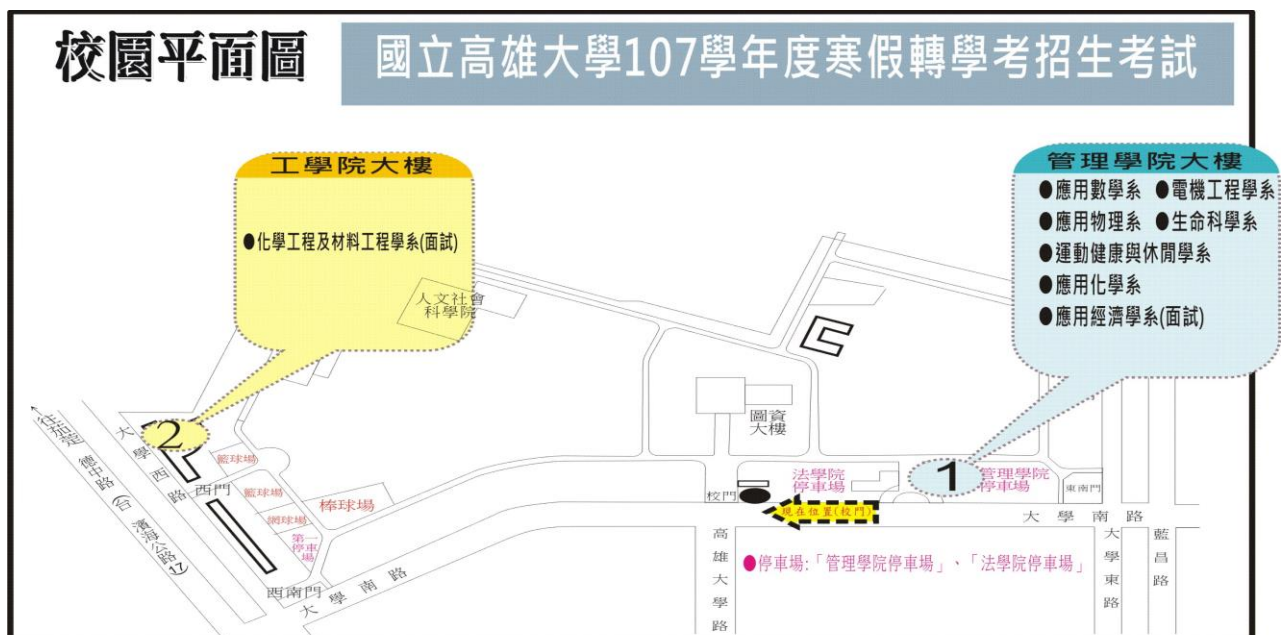 校園平面圖
國立高雄大學107學年度寒假轉學考招生考試
工學院大樓
●化學工程及材料工程學系(面試)
管理學院大樓
●應用數學系 ●電機工程學系
●應用物理系 ●生命科學系
●運動健康與休閒學系
●應用化學系
●應用經濟學系(面試)
人文社會
科學院
圖資
大樓
2
1
往茄萣
德中路(台
濱海公路17)
大學西路
西門
籃球場
籃球場
網球場
棒球場
第一
停車場
西南門
大學南路
校門
法學院
停車場
管理學院
停車場
東南門
現在位置(校門)
大學南路
高雄大學路
大學東路
藍昌路
●停車場:「管理學院停車場」、「法學院停車場」